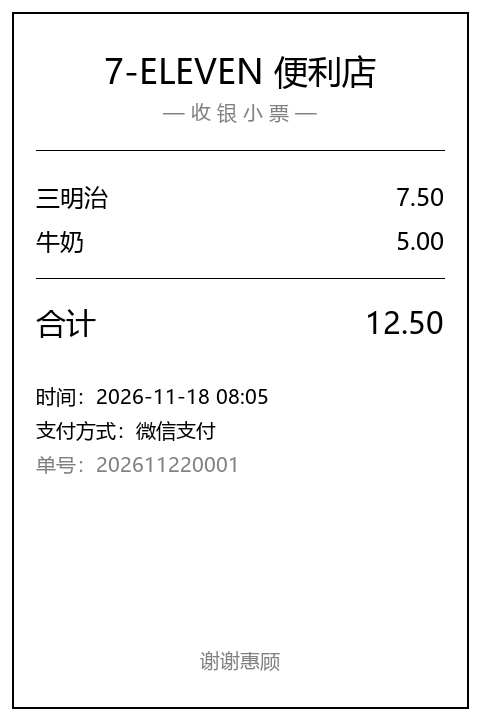 7-ELEVEN 便利店
— 收 银 小 票 —
三明治 7.50
牛奶 5.00
合计 12.50
时间：2026-11-18 08:05
支付方式：微信支付
单号：202611220001
谢谢惠顾